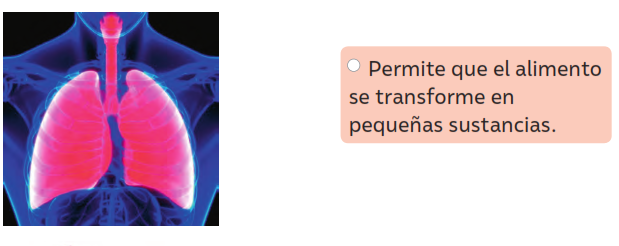 Permite que el alimento
se transforme en
pequeñas sustancias.